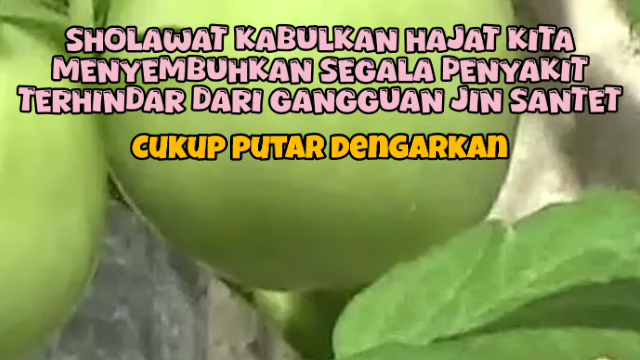 SHOLAWAT KABULKAN HAJAT KITA
MENYEMBUHKAN SEGALA PENYAKIT
TERHINDAR DARI GANGGUAN JIN SANTET
CUKUP PUTAR DENGARKAN